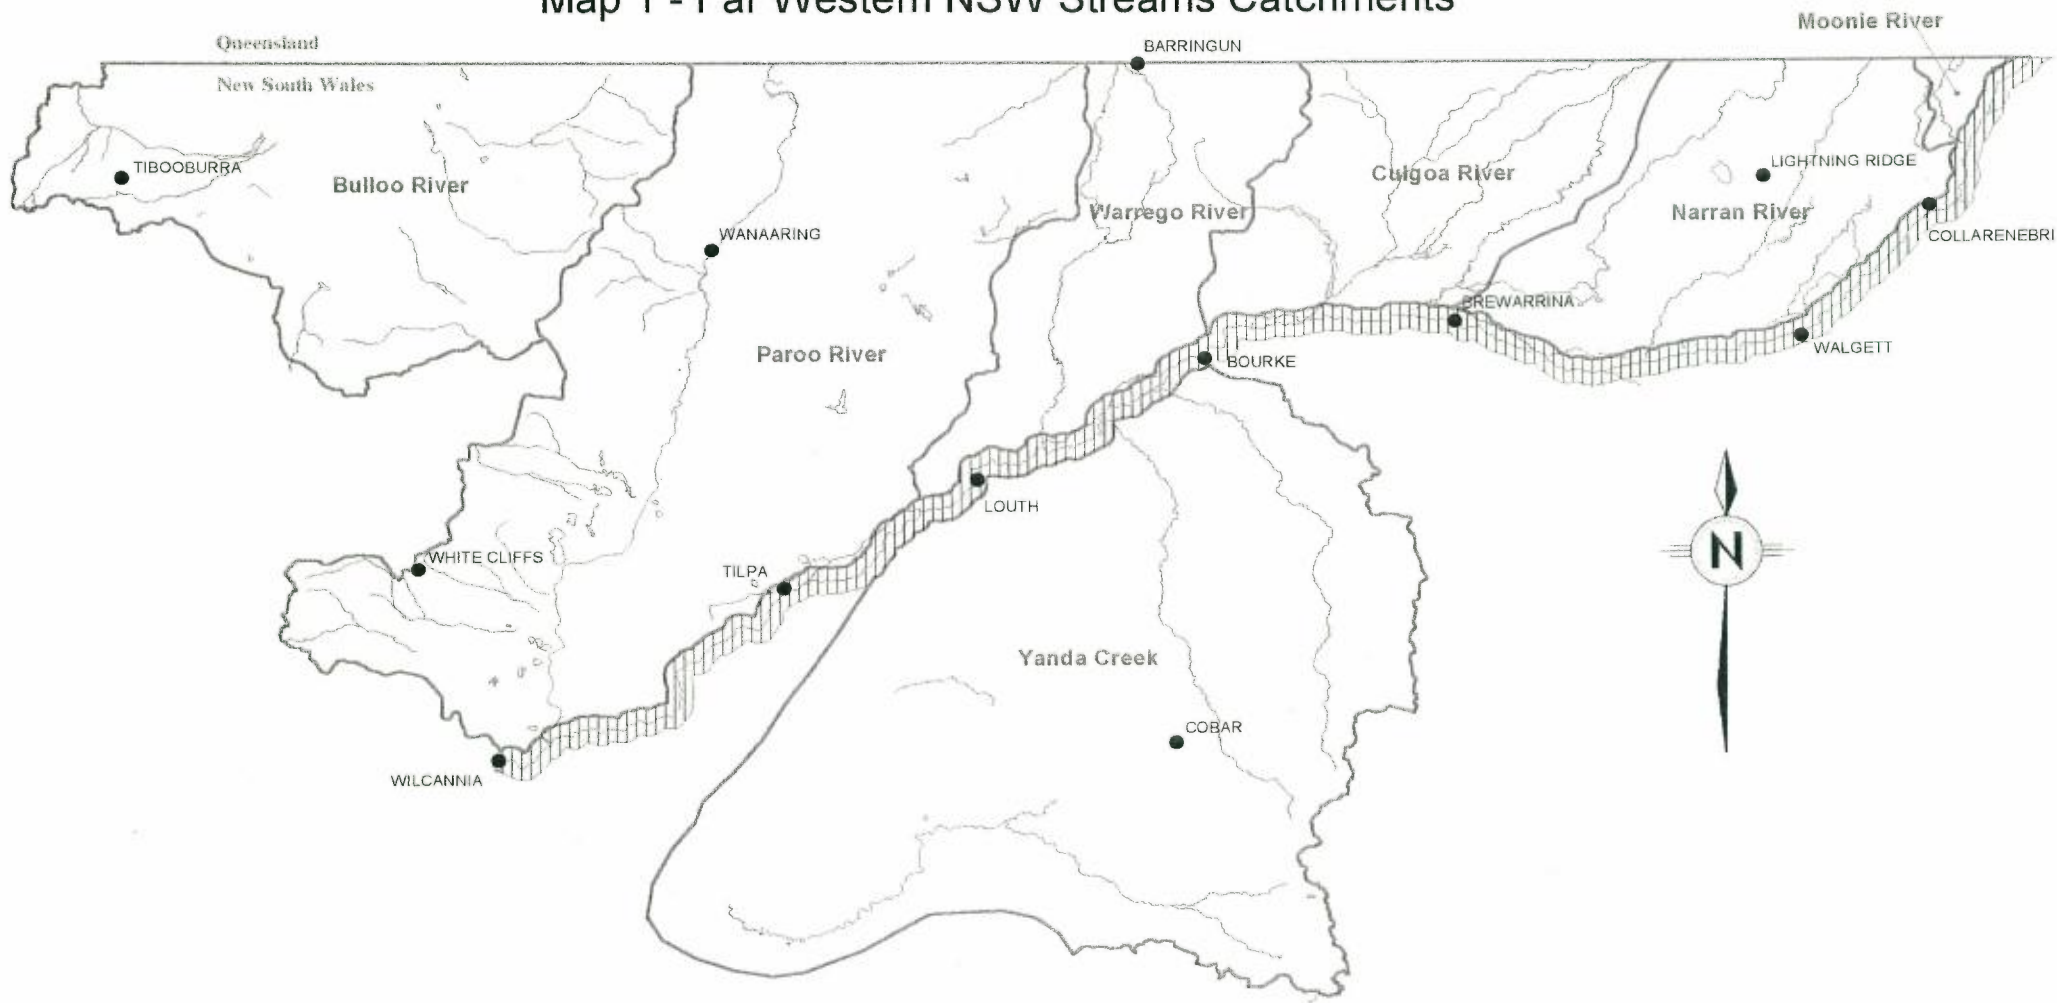 Map 1 - Far Western NSW Streams Catchments
Moonie River
Queensland
BARRINGUN
New South Wales
TIBOOBURRA
LIGHTNING RIDGE
Bulloo River
Culgoa River
Warrego River
Narran River
WANAARING
COLLARENEBRI
BREWARRINA
Paroo River
BOURKE
WALGETT
LOUTH
WHITE CLIFFS
TILPA
N
Yanda Creek
COBAR
WILCANNIA